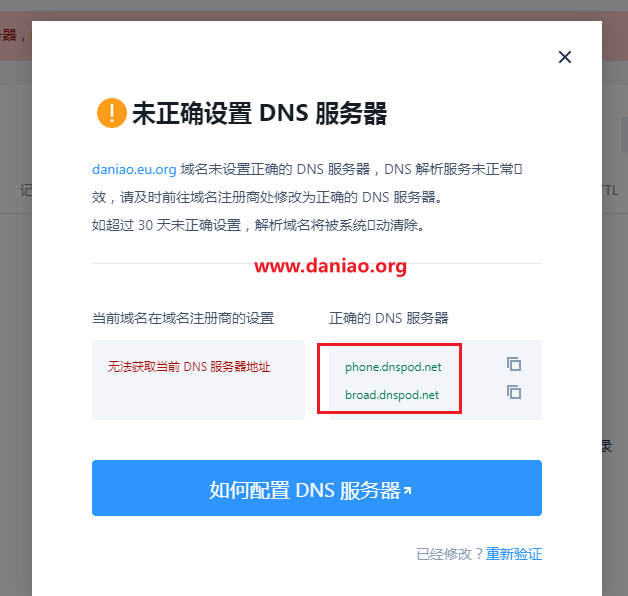 器，
✕
! 未正确设置 DNS 服务器
daniao.eu.org 域名未设置正确的 DNS 服务器，DNS 解析服务未正常▯
效，请及时前往域名注册商处修改为正确的 DNS 服务器。
如超过 30 天未正确设置，解析域名将被系统▯动清除。
www.daniao.org
当前域名在域名注册商的设置
正确的 DNS 服务器
无法获取当前 DNS 服务器地址
phone.dnspod.net
broad.dnspod.net
如何配置 DNS 服务器
已经修改？重新验证
记
TTL
录